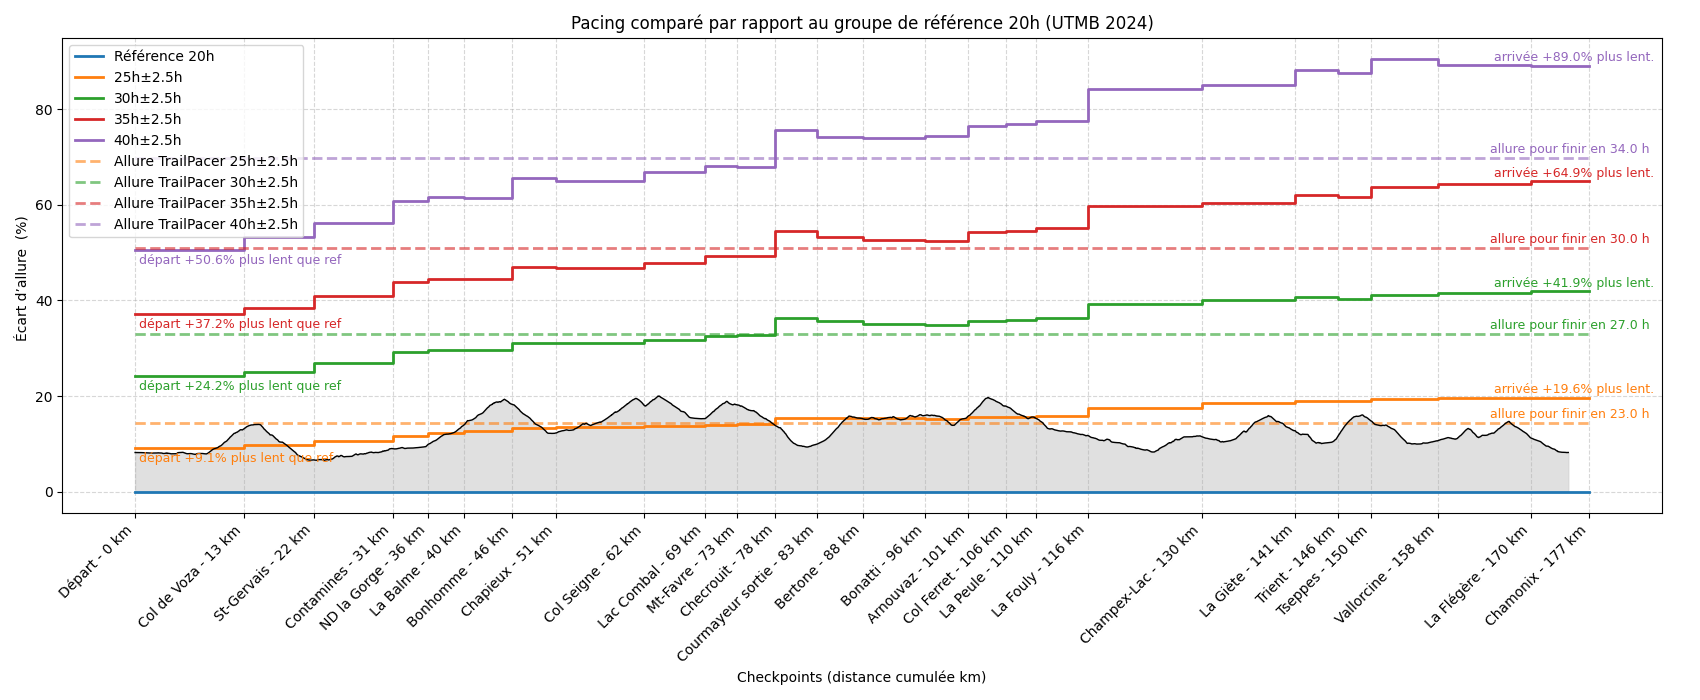 Pacing comparé par rapport au groupe de référence 20h (UTMB 2024)
Référence 20h
25h±2.5h
30h±2.5h
35h±2.5h
40h±2.5h
Allure TrailPacer 25h±2.5h
Allure TrailPacer 30h±2.5h
Allure TrailPacer 35h±2.5h
Allure TrailPacer 40h±2.5h
arrivée +89.0% plus lent.
allure pour finir en 34.0 h
arrivée +64.9% plus lent.
allure pour finir en 30.0 h
arrivée +41.9% plus lent.
allure pour finir en 27.0 h
arrivée +19.6% plus lent.
allure pour finir en 23.0 h
départ +50.6% plus lent que ref
départ +37.2% plus lent que ref
départ +24.2% plus lent que ref
départ +9.1% plus lent que ref
Écart d’allure (%)
80
60
40
20
0
Départ - 0 km
Col de Voza - 13 km
St-Gervais - 22 km
Contamines - 31 km
ND la Gorge - 36 km
La Balme - 40 km
Bonhomme - 46 km
Chapieux - 51 km
Col Seigne - 62 km
Lac Combal - 69 km
Mt-Favre - 73 km
Checrouit - 78 km
Courmayeur sortie - 83 km
Bertone - 88 km
Bonatti - 96 km
Arnouvaz - 101 km
Col Ferret - 106 km
La Peule - 110 km
La Fouly - 116 km
Champex-Lac - 130 km
La Giète - 141 km
Trient - 146 km
Tseppes - 150 km
Vallorcine - 158 km
La Flégère - 170 km
Chamonix - 177 km
Checkpoints (distance cumulée km)